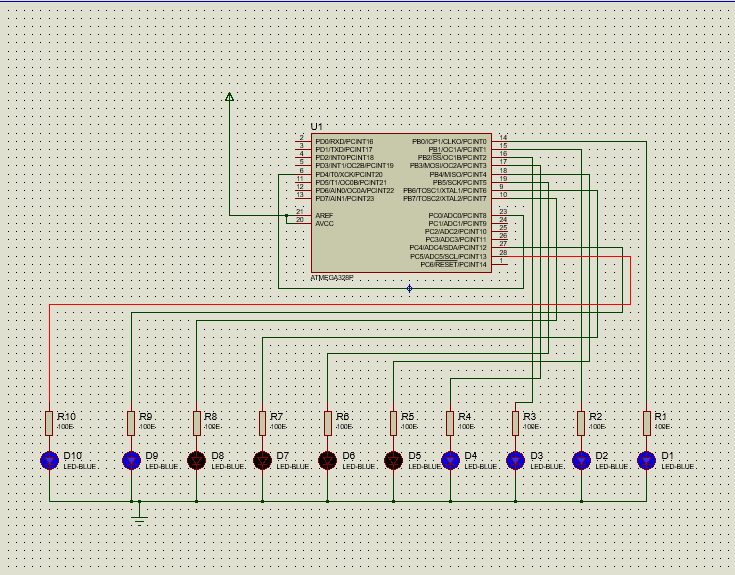 U1
2 PD0/RXD/PCINT16 PB0/ICP1/CLKO/PCINT0 14
3 PD1/TXD/PCINT17 PB1/OC1A/PCINT1 15
4 PD2/INT0/PCINT18 PB2/SS/OC1B/PCINT2 16
5 PD3/INT1/OC2B/PCINT19 PB3/MOSI/OC2A/PCINT3 17
6 PD4/T0/XCK/PCINT20 PB4/MISO/PCINT4 18
11 PD5/T1/OC0B/PCINT21 PB5/SCK/PCINT5 19
12 PD6/AIN0/OC0A/PCINT22 PB6/TOSC1/XTAL1/PCINT6 9
13 PD7/AIN1/PCINT23 PB7/TOSC2/XTAL2/PCINT7 10
21 AREF PC0/ADC0/PCINT8 23
20 AVCC PC1/ADC1/PCINT9 24
PC2/ADC2/PCINT10 25
PC3/ADC3/PCINT11 26
PC4/ADC4/SDA/PCINT12 27
PC5/ADC5/SCL/PCINT13 28
PC6/RESET/PCINT14 1
ATMEGA328P
R10 R9 R8 R7 R6 R5 R4 R3 R2 R1
D10 D9 D8 D7 D6 D5 D4 D3 D2 D1
LED-BLUE LED-BLUE LED-BLUE LED-BLUE LED-BLUE LED-BLUE LED-BLUE LED-BLUE LED-BLUE LED-BLUE